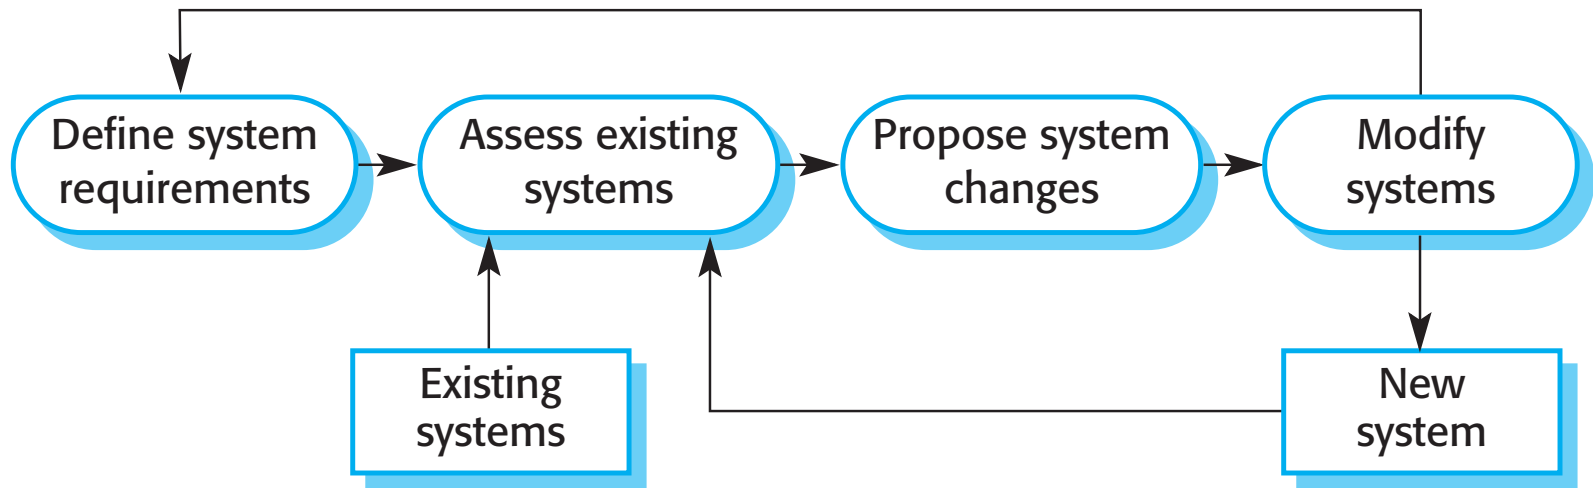 Define system
requirements
Assess existing
systems
Propose system
changes
Modify
systems
Existing
systems
New
system